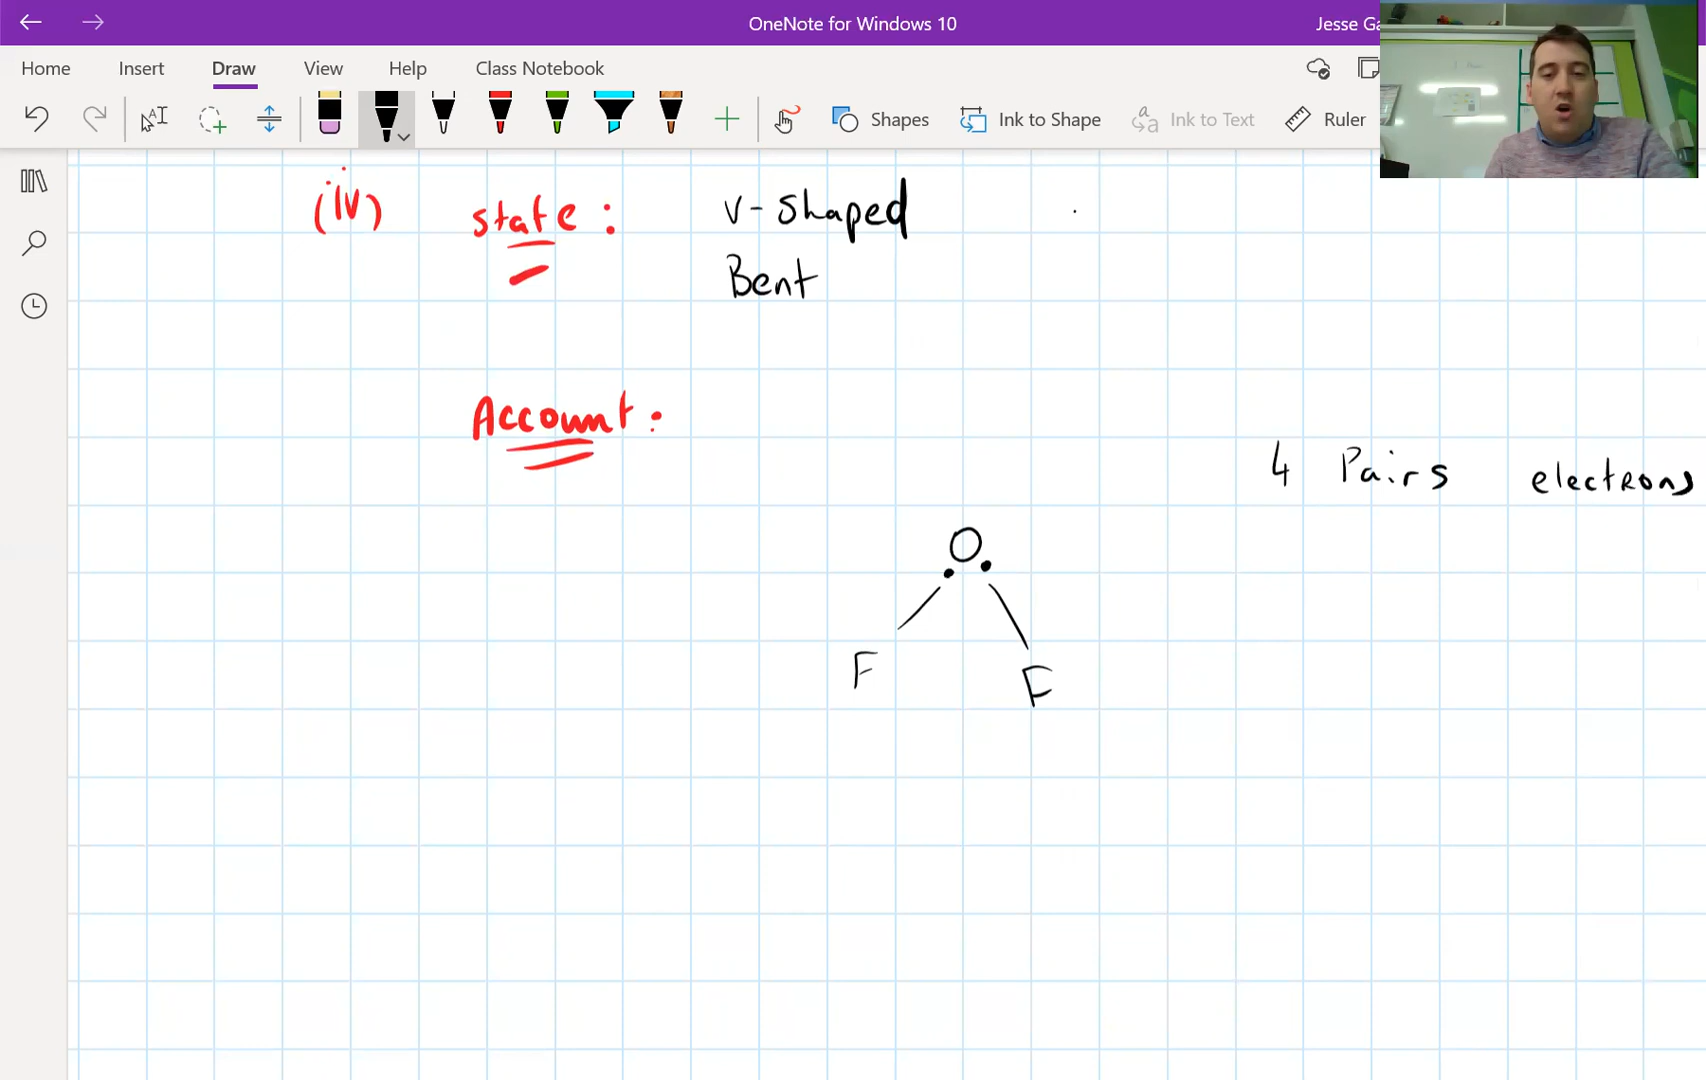 OneNote for Windows 10
Jesse Ga
Home Insert Draw View Help Class Notebook
Shapes Ink to Shape Ink to Text Ruler
(iv) state: v-shaped
Bent
Account:
4 Pairs electrons
O
F F